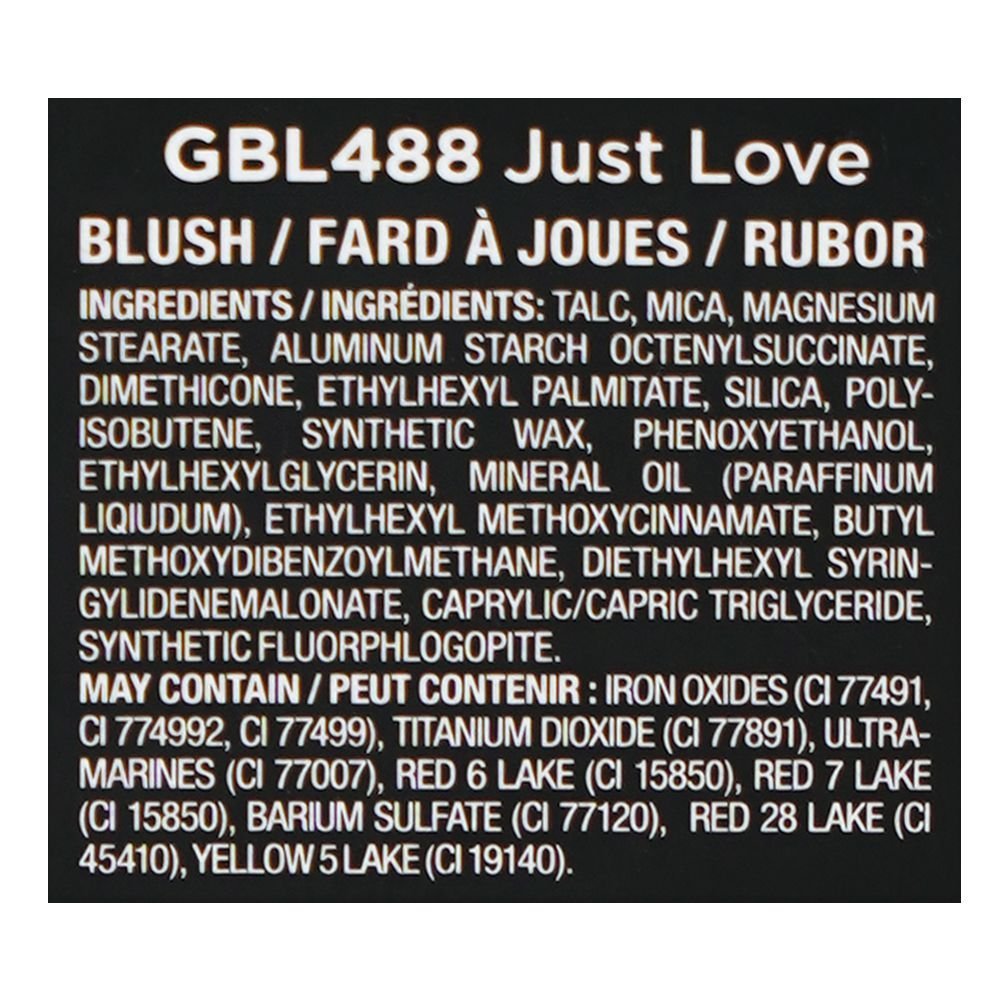 GBL488 Just Love
BLUSH / FARD À JOUES / RUBOR
INGREDIENTS / INGRÉDIENTS: TALC, MICA, MAGNESIUM
STEARATE, ALUMINUM STARCH OCTENYLSUCCINATE,
DIMETHICONE, ETHYLHEXYL PALMITATE, SILICA, POLY-
ISOBUTENE, SYNTHETIC WAX, PHENOXYETHANOL,
ETHYLHEXYLGLYCERIN, MINERAL OIL (PARAFFINUM
LIQIUDUM), ETHYLHEXYL METHOXYCINNAMATE, BUTYL
METHOXYDIBENZOYLMETHANE, DIETHYLHEXYL SYRIN-
GYLIDENEMALONATE, CAPRYLIC/CAPRIC TRIGLYCERIDE,
SYNTHETIC FLUORPHLOGOPITE.
MAY CONTAIN / PEUT CONTENIR : IRON OXIDES (CI 77491,
CI 774992, CI 77499), TITANIUM DIOXIDE (CI 77891), ULTRA-
MARINES (CI 77007), RED 6 LAKE (CI 15850), RED 7 LAKE
(CI 15850), BARIUM SULFATE (CI 77120), RED 28 LAKE (CI
45410), YELLOW 5 LAKE (CI 19140).